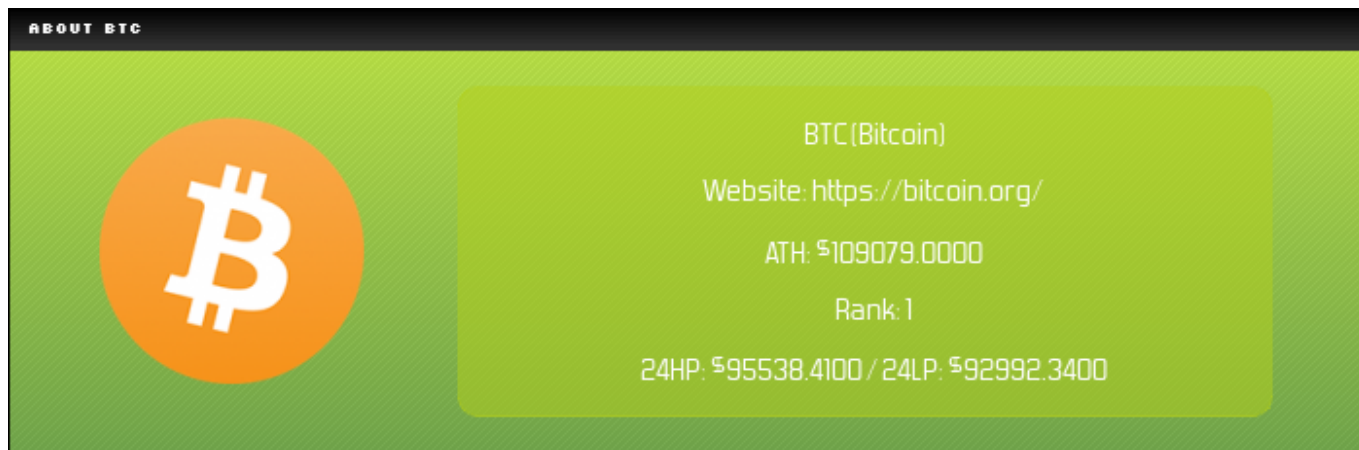 ABOUT BTC
BTC(Bitcoin)
Website: https://bitcoin.org/
ATH: $109079.0000
Rank: 1
24HP: $95538.4100 / 24LP: $92992.3400